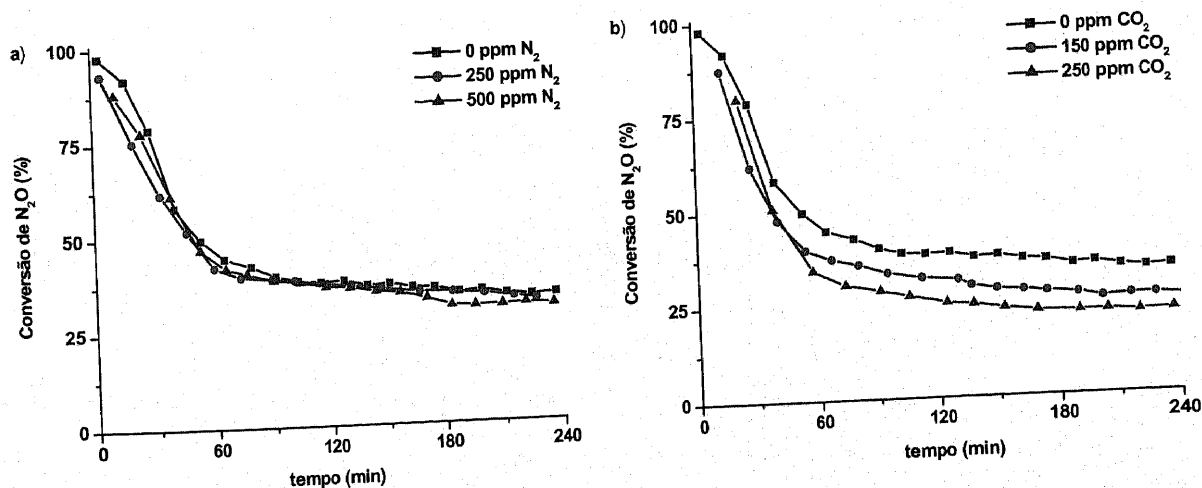 a)
0 ppm N₂
250 ppm N₂
500 ppm N₂
100
75
50
25
0
Conversão de N₂O (%)
0
60
120
180
240
tempo (min)
b)
0 ppm CO₂
150 ppm CO₂
250 ppm CO₂
100
75
50
25
0
Conversão de N₂O (%)
0
60
120
180
240
tempo (min)